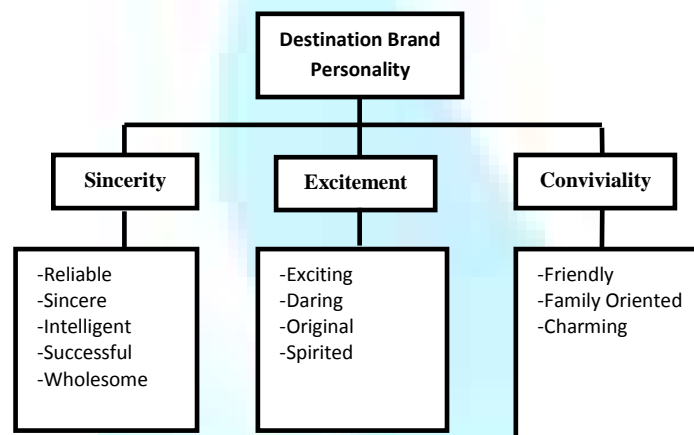 Destination Brand
Personality
Sincerity
Excitement
Conviviality
-Reliable
-Sincere
-Intelligent
-Successful
-Wholesome
-Exciting
-Daring
-Original
-Spirited
-Friendly
-Family Oriented
-Charming